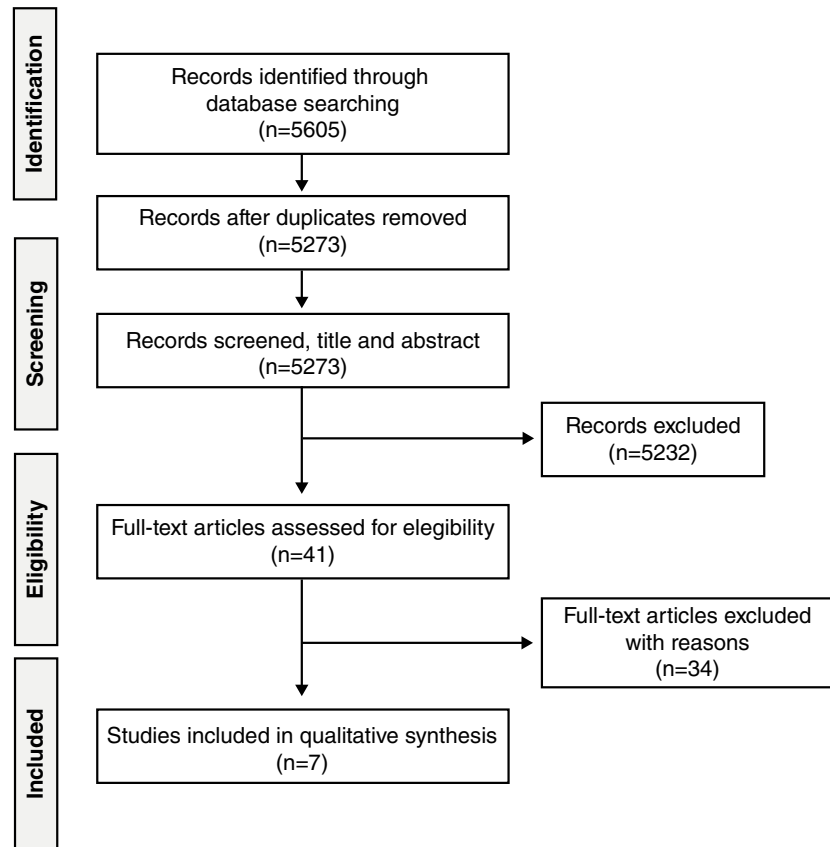 Identification
Records identified through
database searching
(n=5605)
Records after duplicates removed
(n=5273)
Screening
Records screened, title and abstract
(n=5273)
Records excluded
(n=5232)
Eligibility
Full-text articles assessed for elegibility
(n=41)
Full-text articles excluded
with reasons
(n=34)
Included
Studies included in qualitative synthesis
(n=7)